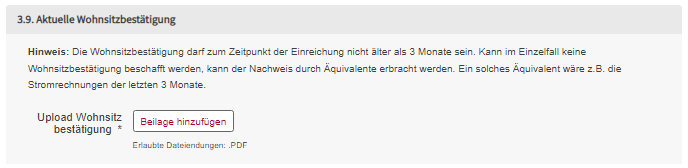 3.9. Aktuelle Wohnsitzbestätigung
Hinweis: Die Wohnsitzbestätigung darf zum Zeitpunkt der Einreichung nicht älter als 3 Monate sein. Kann im Einzelfall keine
Wohnsitzbestätigung beschafft werden, kann der Nachweis durch Äquivalente erbracht werden. Ein solches Äquivalent wäre z.B. die
Stromrechnungen der letzten 3 Monate.
Upload Wohnsitz
bestätigung *
Beilage hinzufügen
Erlaubte Dateiendungen: .PDF